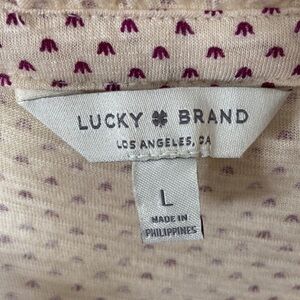 LUCKY BRAND
LOS ANGELES, CA
L
MADE IN
PHILIPPINES